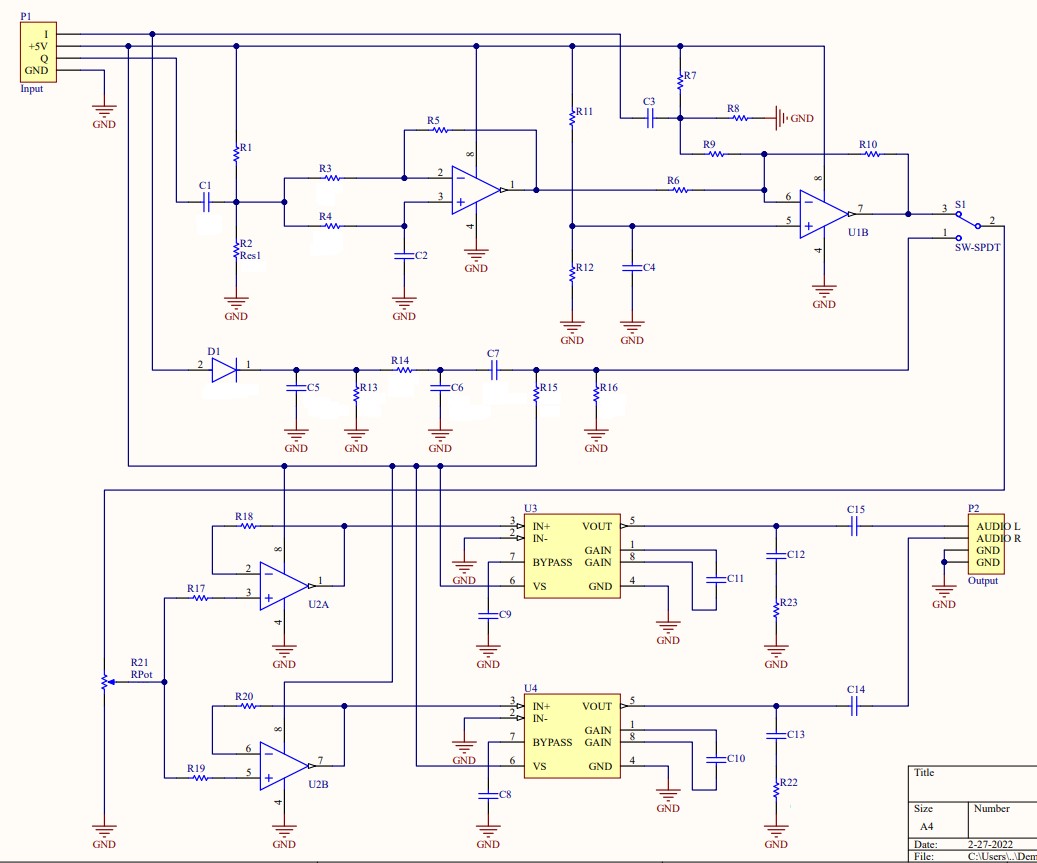 P1
I
+5V
Q
GND
Input
GND
R1
C1
R2
Res1
GND
R3
R4
R5
C2
GND
2
3
8
1
4
GND
R11
R12
GND
C4
GND
C3
R7
R8
GND
R9
R10
R6
6
5
8
7
4
U1B
GND
S1
3
2
1
SW-SPDT
D1
2
1
C5
GND
R13
GND
R14
C6
GND
C7
R15
R16
GND
R18
2
3
8
1
4
U2A
GND
R17
R21
RPot
GND
R20
6
5
8
7
4
U2B
GND
R19
U3
3
IN+
2
IN-
7
BYPASS
6
VS
VOUT
5
GAIN
1
GAIN
8
GND
4
GND
C9
GND
C11
GND
C12
R23
GND
C15
P2
AUDIO L
AUDIO R
GND
GND
Output
GND
U4
3
IN+
2
IN-
7
BYPASS
6
VS
VOUT
5
GAIN
1
GAIN
8
GND
4
GND
C8
GND
C10
GND
C13
R22
GND
C14
Title
Size
Number
A4
Date:
2-27-2022
File:
C:\Users\..\Dem